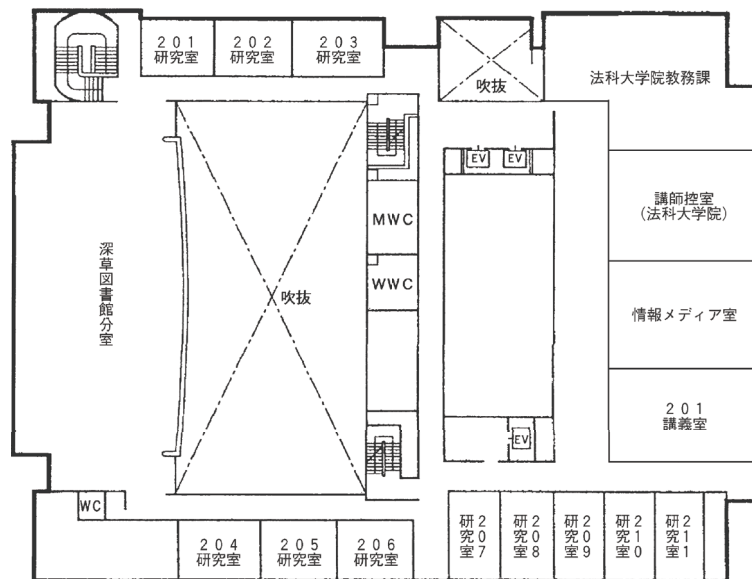 201
研究室
202
研究室
203
研究室
吹抜
法科大学院教務課
EV
EV
講師控室
(法科大学院)
MWC
深草図書館分室
WWC
吹抜
情報メディア室
201
講義室
EV
WC
204
研究室
205
研究室
206
研究室
研究室207
研究室208
研究室209
研究室210
研究室211